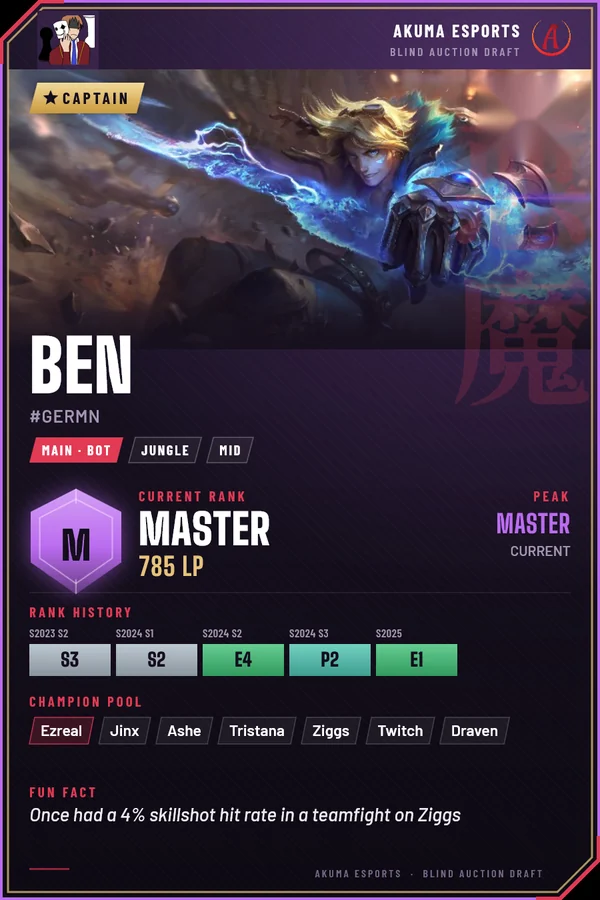 AKUMA ESPORTS
BLIND AUCTION DRAFT
★ CAPTAIN
魔
BEN
#GERMN
MAIN · BOT JUNGLE MID
M
CURRENT RANK
MASTER
785 LP
PEAK
MASTER
CURRENT
RANK HISTORY
S2023 S2 S2024 S1 S2024 S2 S2024 S3 S2025
S3 S2 E4 P2 E1
CHAMPION POOL
Ezreal Jinx Ashe Tristana Ziggs Twitch Draven
FUN FACT
Once had a 4% skillshot hit rate in a teamfight on Ziggs
AKUMA ESPORTS · BLIND AUCTION DRAFT